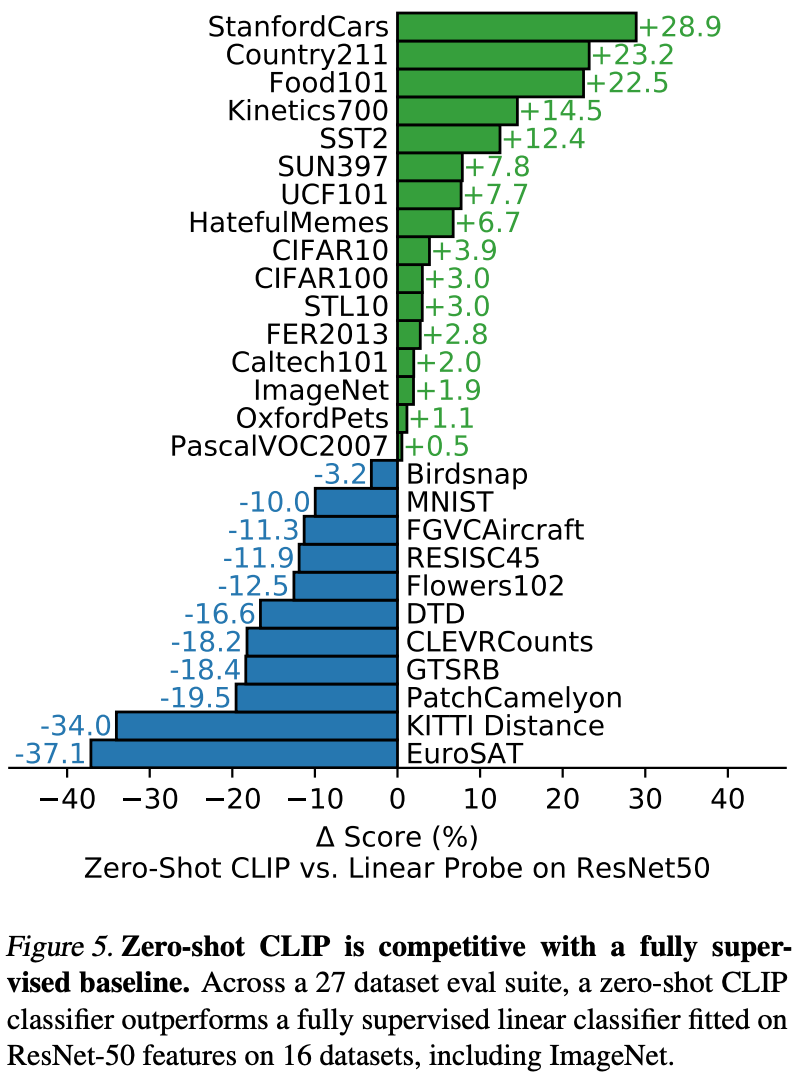 StanfordCars +28.9
Country211 +23.2
Food101 +22.5
Kinetics700 +14.5
SST2 +12.4
SUN397 +7.8
UCF101 +7.7
HatefulMemes +6.7
CIFAR10 +3.9
CIFAR100 +3.0
STL10 +3.0
FER2013 +2.8
Caltech101 +2.0
ImageNet +1.9
OxfordPets +1.1
PascalVOC2007 +0.5
-3.2 Birdsnap
-10.0 MNIST
-11.3 FGVCAircraft
-11.9 RESISC45
-12.5 Flowers102
-16.6 DTD
-18.2 CLEVRCounts
-18.4 GTSRB
-19.5 PatchCamelyon
-34.0 KITTI Distance
-37.1 EuroSAT
−40 −30 −20 −10 0 10 20 30 40
Δ Score (%)
Zero-Shot CLIP vs. Linear Probe on ResNet50
Figure 5. Zero-shot CLIP is competitive with a fully super-
vised baseline. Across a 27 dataset eval suite, a zero-shot CLIP
classifier outperforms a fully supervised linear classifier fitted on
ResNet-50 features on 16 datasets, including ImageNet.